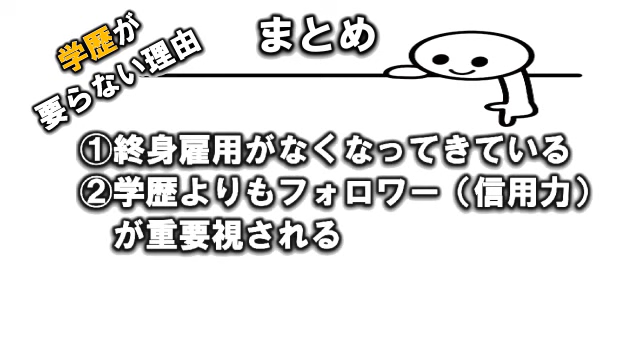 学歴が
要らない理由
まとめ
①終身雇用がなくなってきている
②学歴よりもフォロワー（信用力）
が重要視される